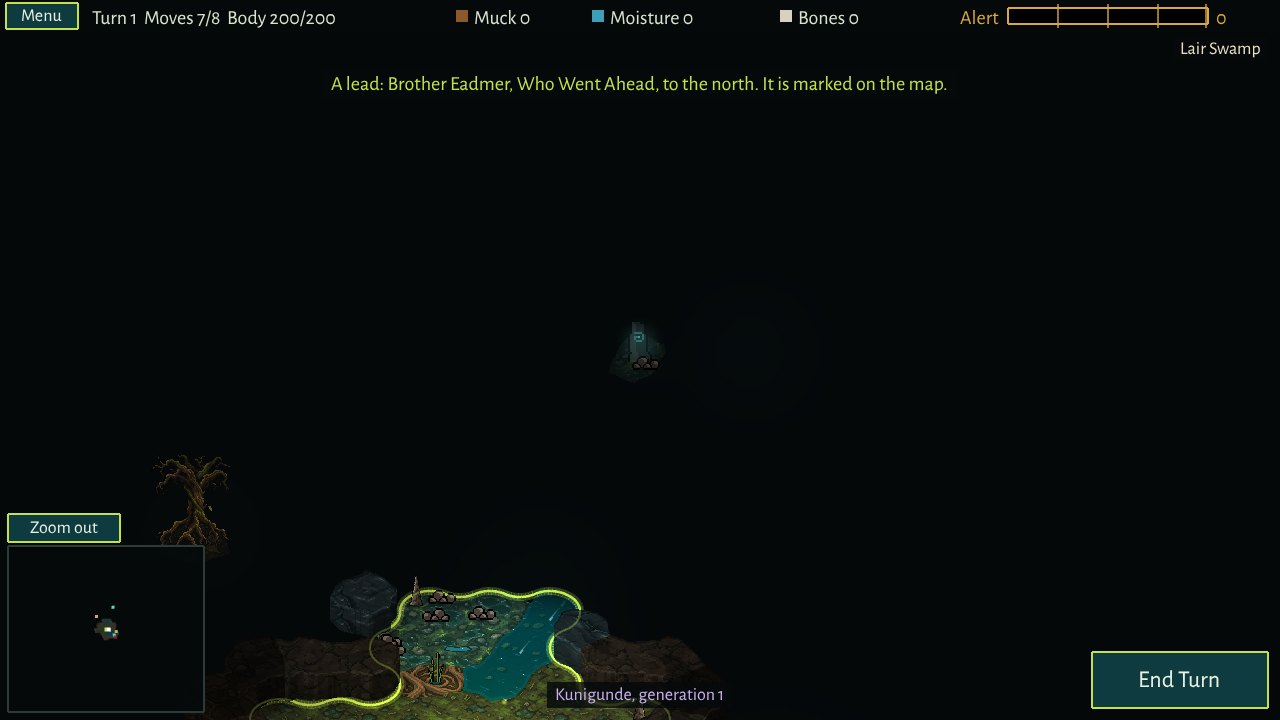 Menu
Turn 1 Moves 7/8 Body 200/200
Muck 0
Moisture 0
Bones 0
Alert
0
Lair Swamp
A lead: Brother Eadmer, Who Went Ahead, to the north. It is marked on the map.
Zoom out
Kunigunde, generation 1
End Turn